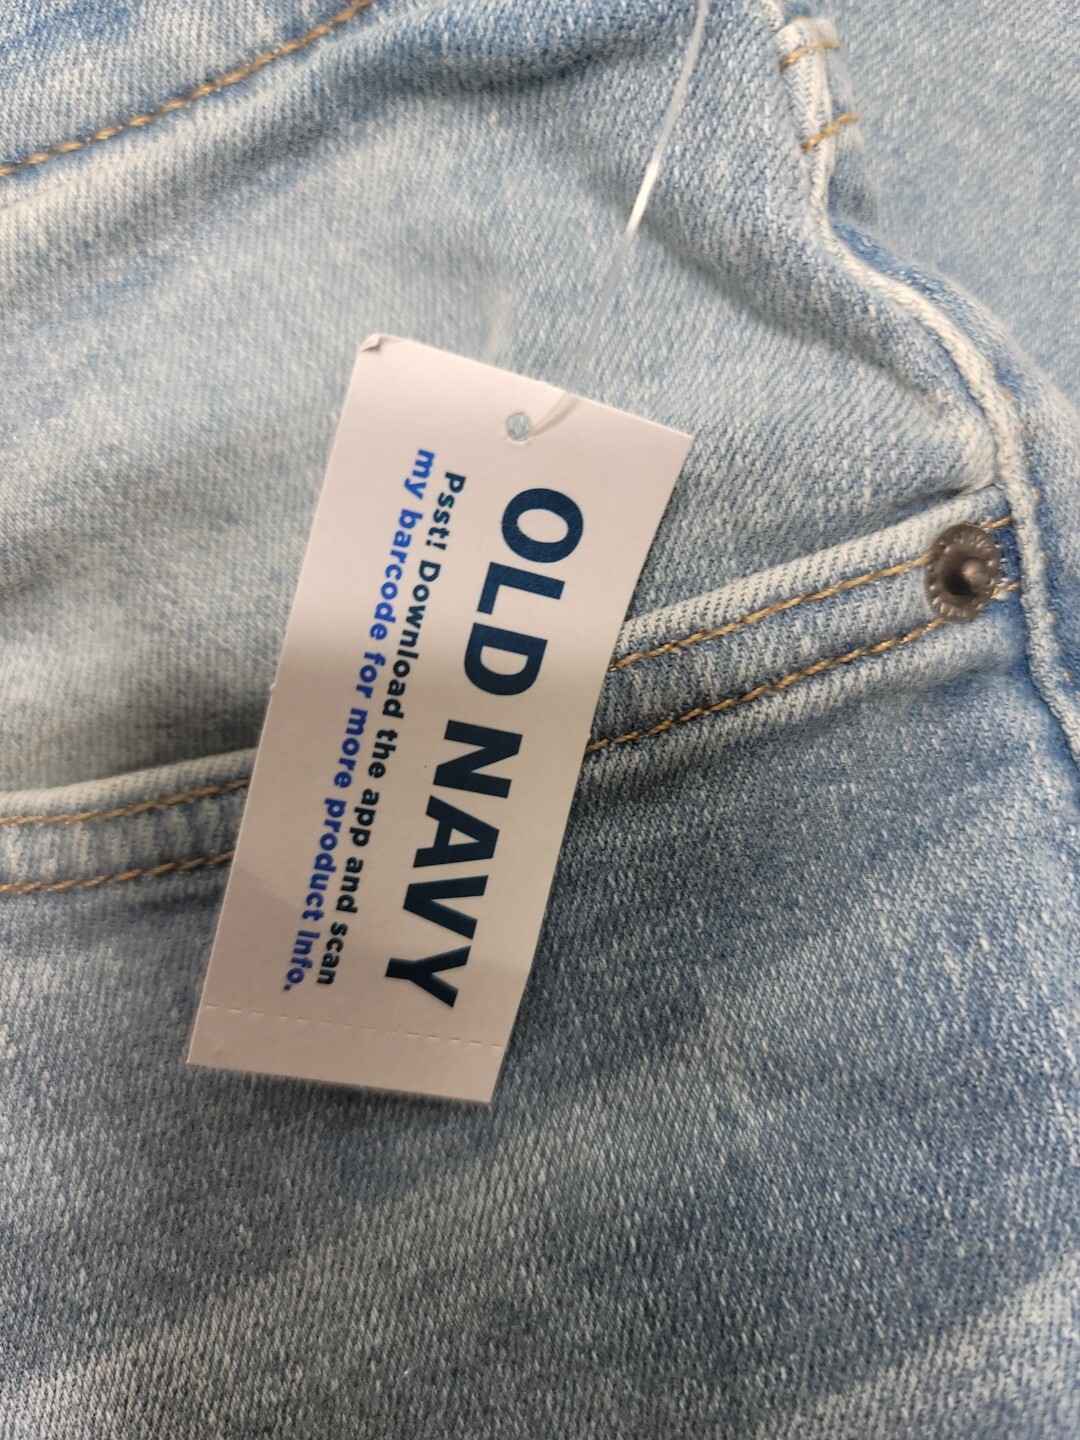 OLD NAVY
Psst! Download the app and scan
my barcode for more product info.